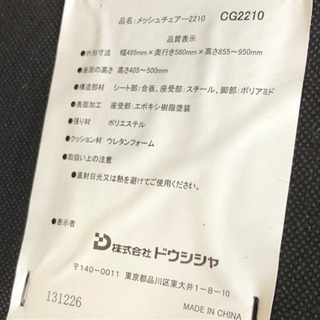 品名:メッシュチェアー2210 CG2210
品質表示
●外形寸法 幅495mm×奥行き580mm×高さ855~950mm
●座面の高さ 高さ405~500mm
●構造部材 シート部:合板、座受部:スチール、脚部:ポリアミド
●表面加工 座受部:エポキシ樹脂塗装
●張り材 ポリエステル
●クッション材 ウレタンフォーム
●取扱い上の注意
●直射日光又は熱を避けてご使用ください。
●表示者
株式会社ドウシシャ
〒140-0011 東京都品川区東大井1-8-10
131226
MADE IN CHINA